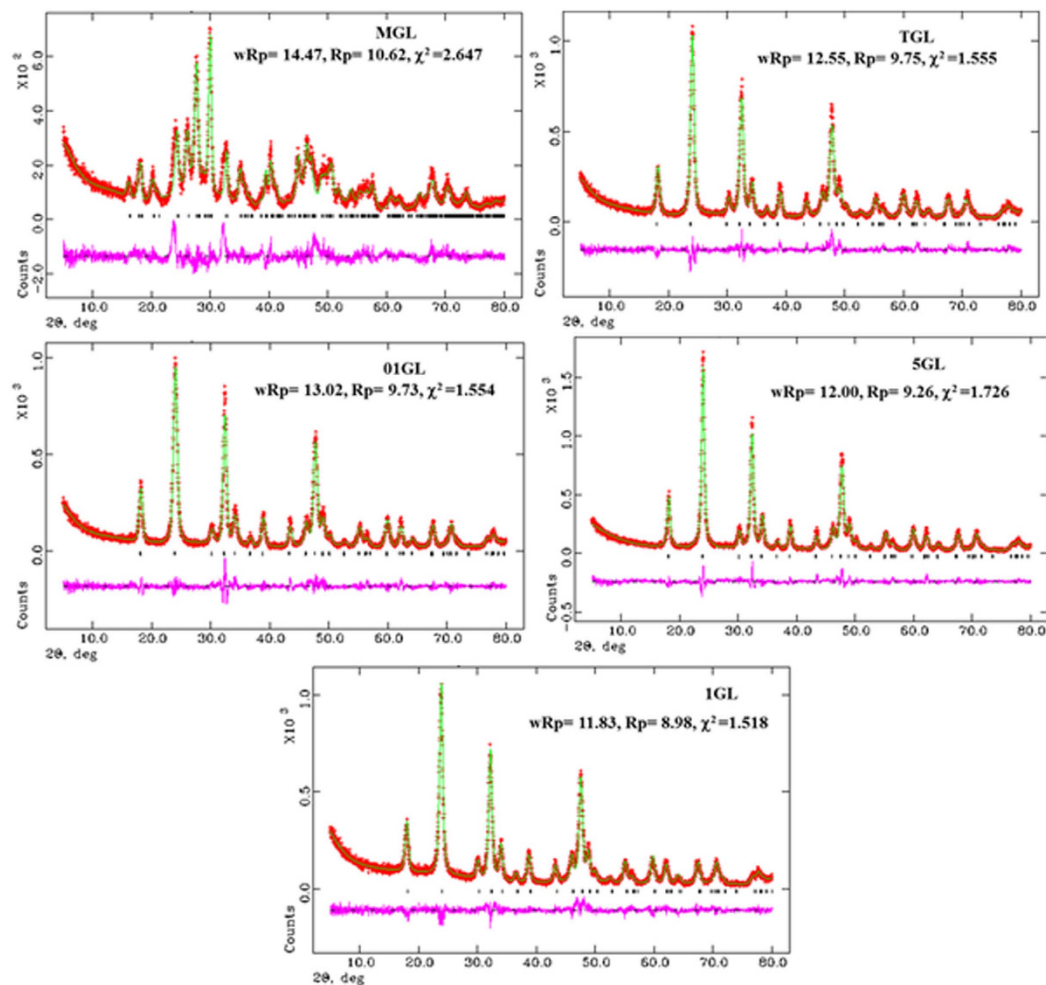 MGL
wRp= 14.47, Rp= 10.62, χ²=2.647
X10 2
6.0
4.0
2.0
0.0
-2.0
Counts
10.0 20.0 30.0 40.0 50.0 60.0 70.0 80.0
2θ, deg
TGL
wRp= 12.55, Rp= 9.75, χ²=1.555
X10 3
1.0
0.5
0.0
Counts
10.0 20.0 30.0 40.0 50.0 60.0 70.0 80.0
2θ, deg
01GL
wRp= 13.02, Rp= 9.73, χ²=1.554
X10 3
1.0
0.5
0.0
Counts
10.0 20.0 30.0 40.0 50.0 60.0 70.0 80.0
2θ, deg
5GL
wRp= 12.00, Rp= 9.26, χ²=1.726
X10 3
1.5
1.0
0.5
0.0
-0.5
Counts
10.0 20.0 30.0 40.0 50.0 60.0 70.0 80.0
2θ, deg
1GL
wRp= 11.83, Rp= 8.98, χ²=1.518
X10 3
1.0
0.5
0.0
Counts
10.0 20.0 30.0 40.0 50.0 60.0 70.0 80.0
2θ, deg